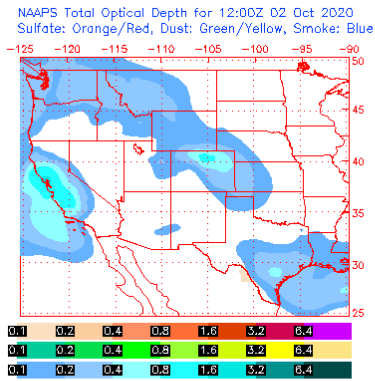 NAAPS Total Optical Depth for 12:00Z 02 Oct 2020
Sulfate: Orange/Red, Dust: Green/Yellow, Smoke: Blue
-125 -120 -115 -110 -105 -100 -95 -90
50
45
40
35
30
25
0.1 0.2 0.4 0.8 1.6 3.2 6.4
0.1 0.2 0.4 0.8 1.6 3.2 6.4
0.1 0.2 0.4 0.8 1.6 3.2 6.4